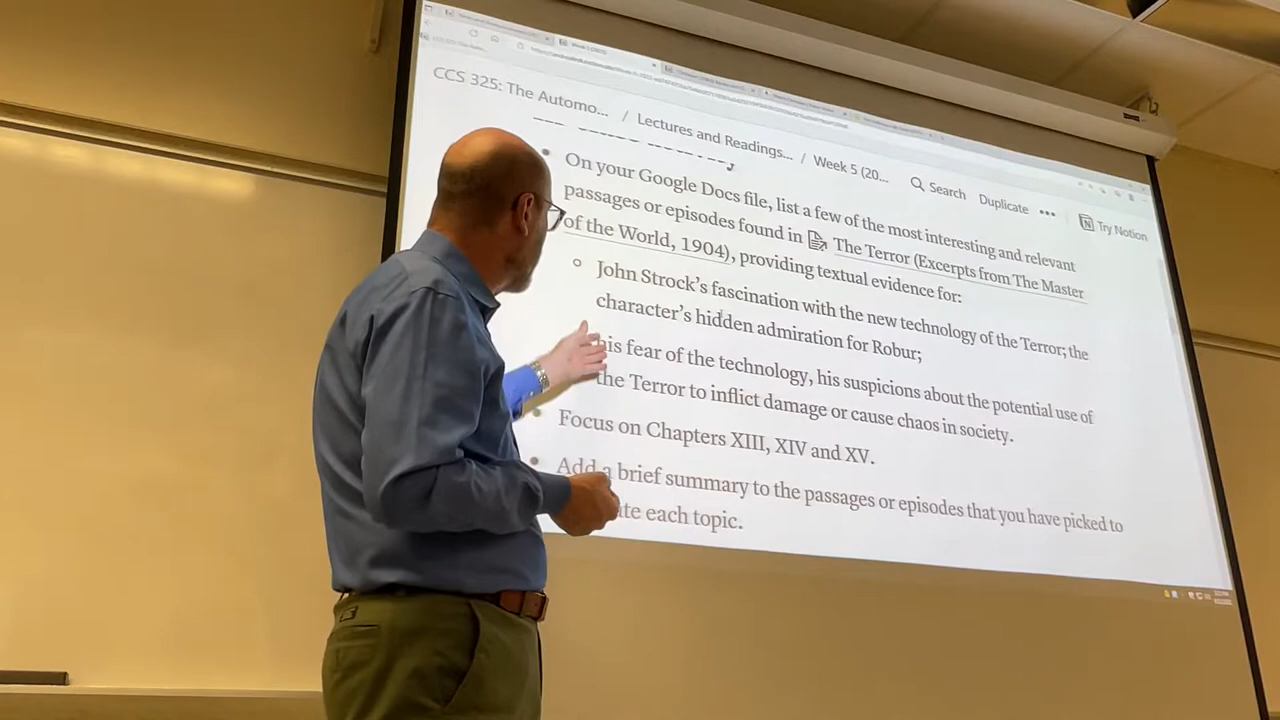 CCS 325: The Automo... / Lectures and Readings... / Week 5 (20...
Search Duplicate ••• Try Notion
On your Google Docs file, list a few of the most interesting and relevant
passages or episodes found in The Terror (Excerpts from The Master
of the World, 1904), providing textual evidence for:
John Strock's fascination with the new technology of the Terror; the
character's hidden admiration for Robur;
his fear of the technology, his suspicions about the potential use of
the Terror to inflict damage or cause chaos in society.
Focus on Chapters XIII, XIV and XV.
Add a brief summary to the passages or episodes that you have picked to
each topic.